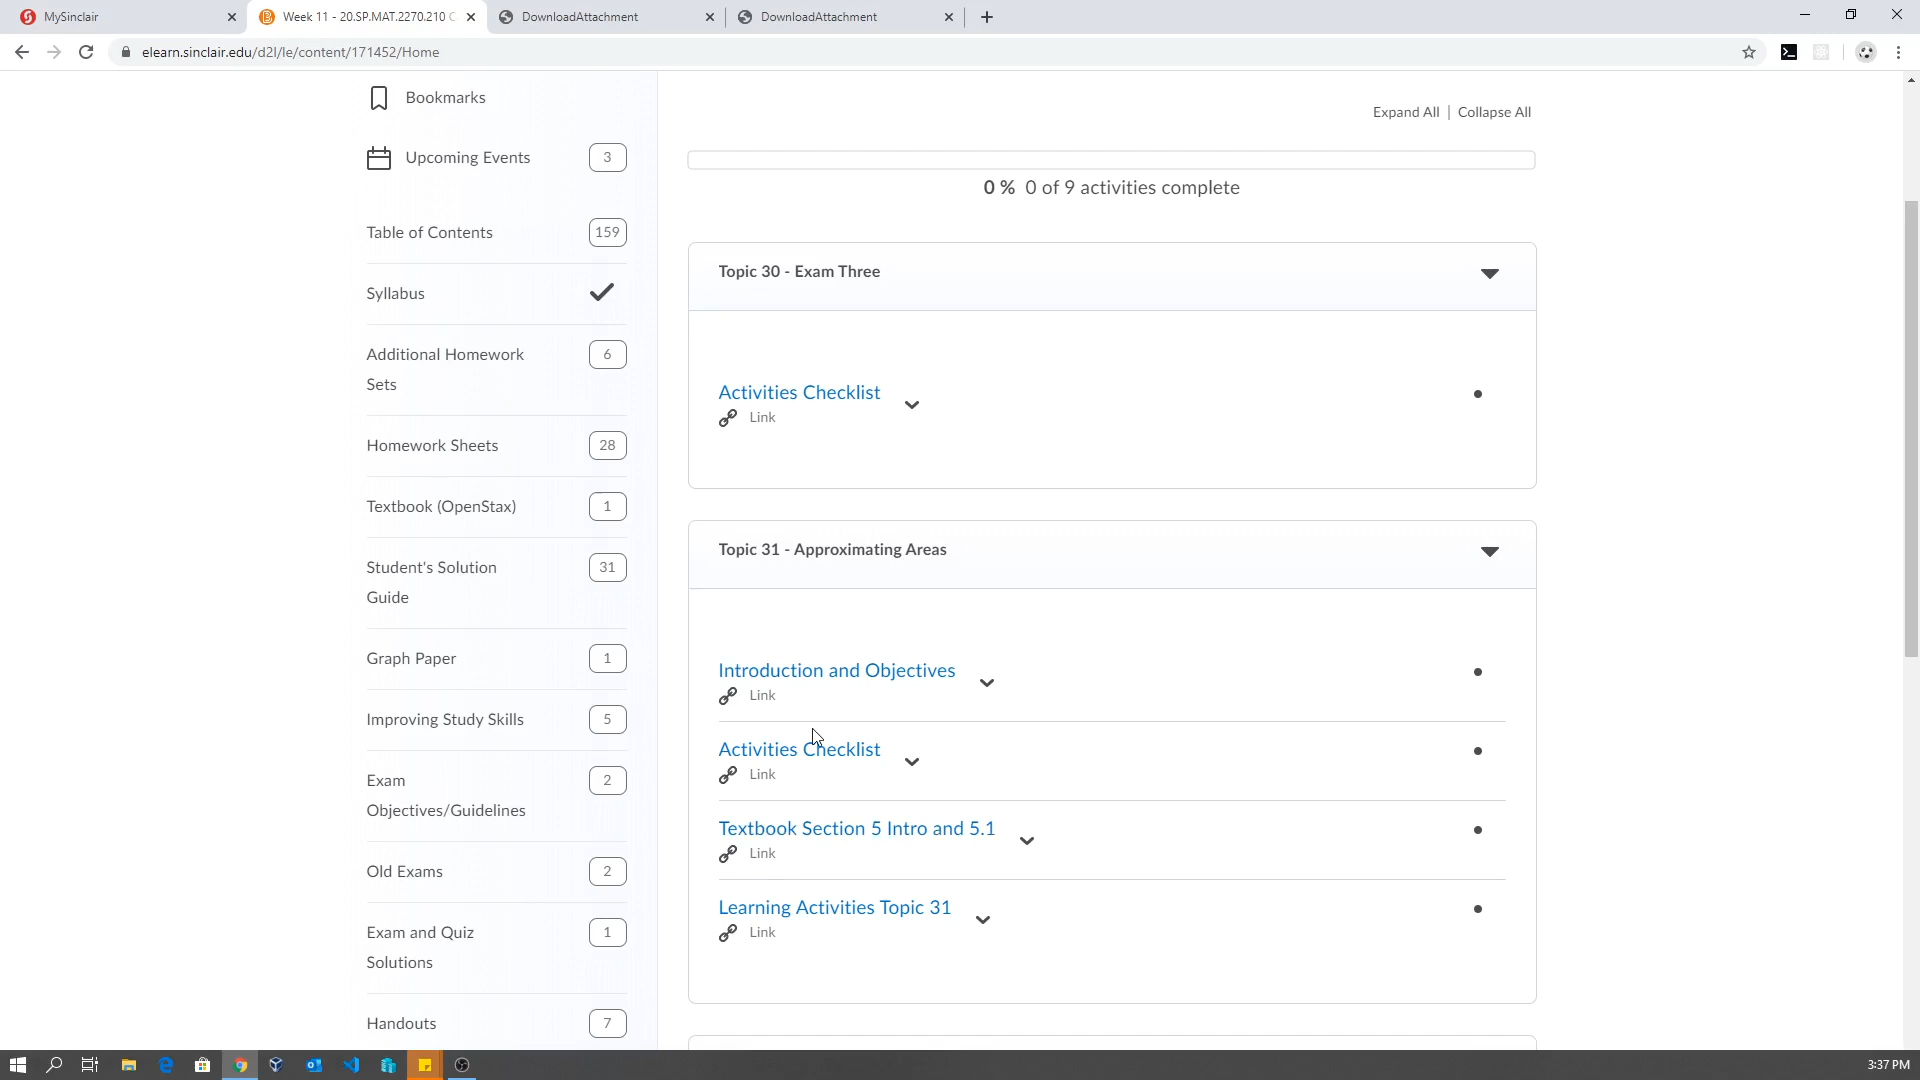 MySinclair
Week 11 - 20.SP.MAT.2270.210 C
DownloadAttachment
DownloadAttachment
elearn.sinclair.edu/d2l/le/content/171452/Home
Bookmarks
Upcoming Events 3
Table of Contents 159
Syllabus
Additional Homework 6
Sets
Homework Sheets 28
Textbook (OpenStax) 1
Student's Solution 31
Guide
Graph Paper 1
Improving Study Skills 5
Exam 2
Objectives/Guidelines
Old Exams 2
Exam and Quiz 1
Solutions
Handouts 7
Expand All | Collapse All
0 % 0 of 9 activities complete
Topic 30 - Exam Three
Activities Checklist
Link
Topic 31 - Approximating Areas
Introduction and Objectives
Link
Activities Checklist
Link
Textbook Section 5 Intro and 5.1
Link
Learning Activities Topic 31
Link
3:37 PM